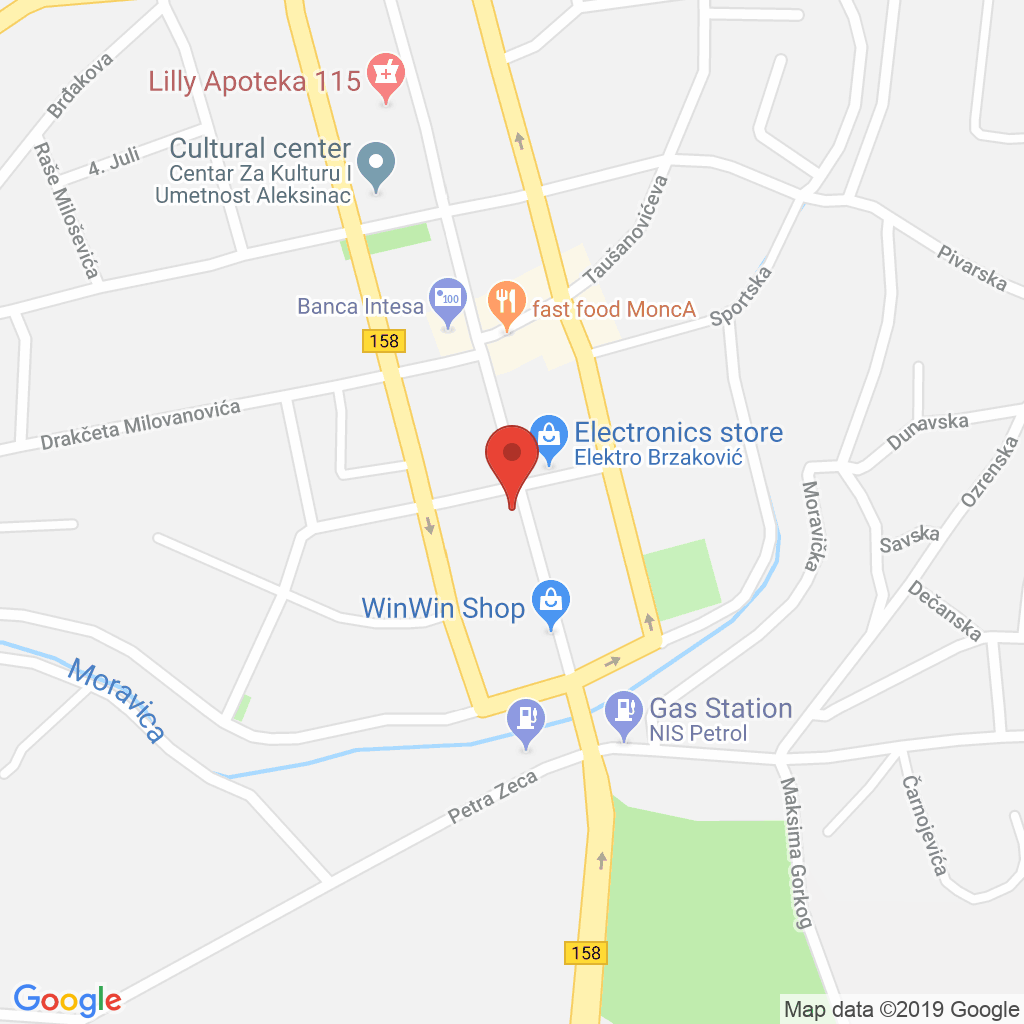 Lilly Apoteka 115
Brđakova
4. Juli
Raše Miloševića
Cultural center
Centar Za Kulturu I
Umetnost Aleksinac
Taušanovićeva
Pivarska
Sportska
Banca Intesa
100
fast food MoncA
158
Drakčeta Milovanovića
Dunavska
Ozrenska
Electronics store
Elektro Brzaković
Moravička
Savska
Dečanska
WinWin Shop
Moravica
Gas Station
NIS Petrol
Petra Zeca
Maksima Gorkog
Čarnojevića
158
Google
Map data ©2019 Google